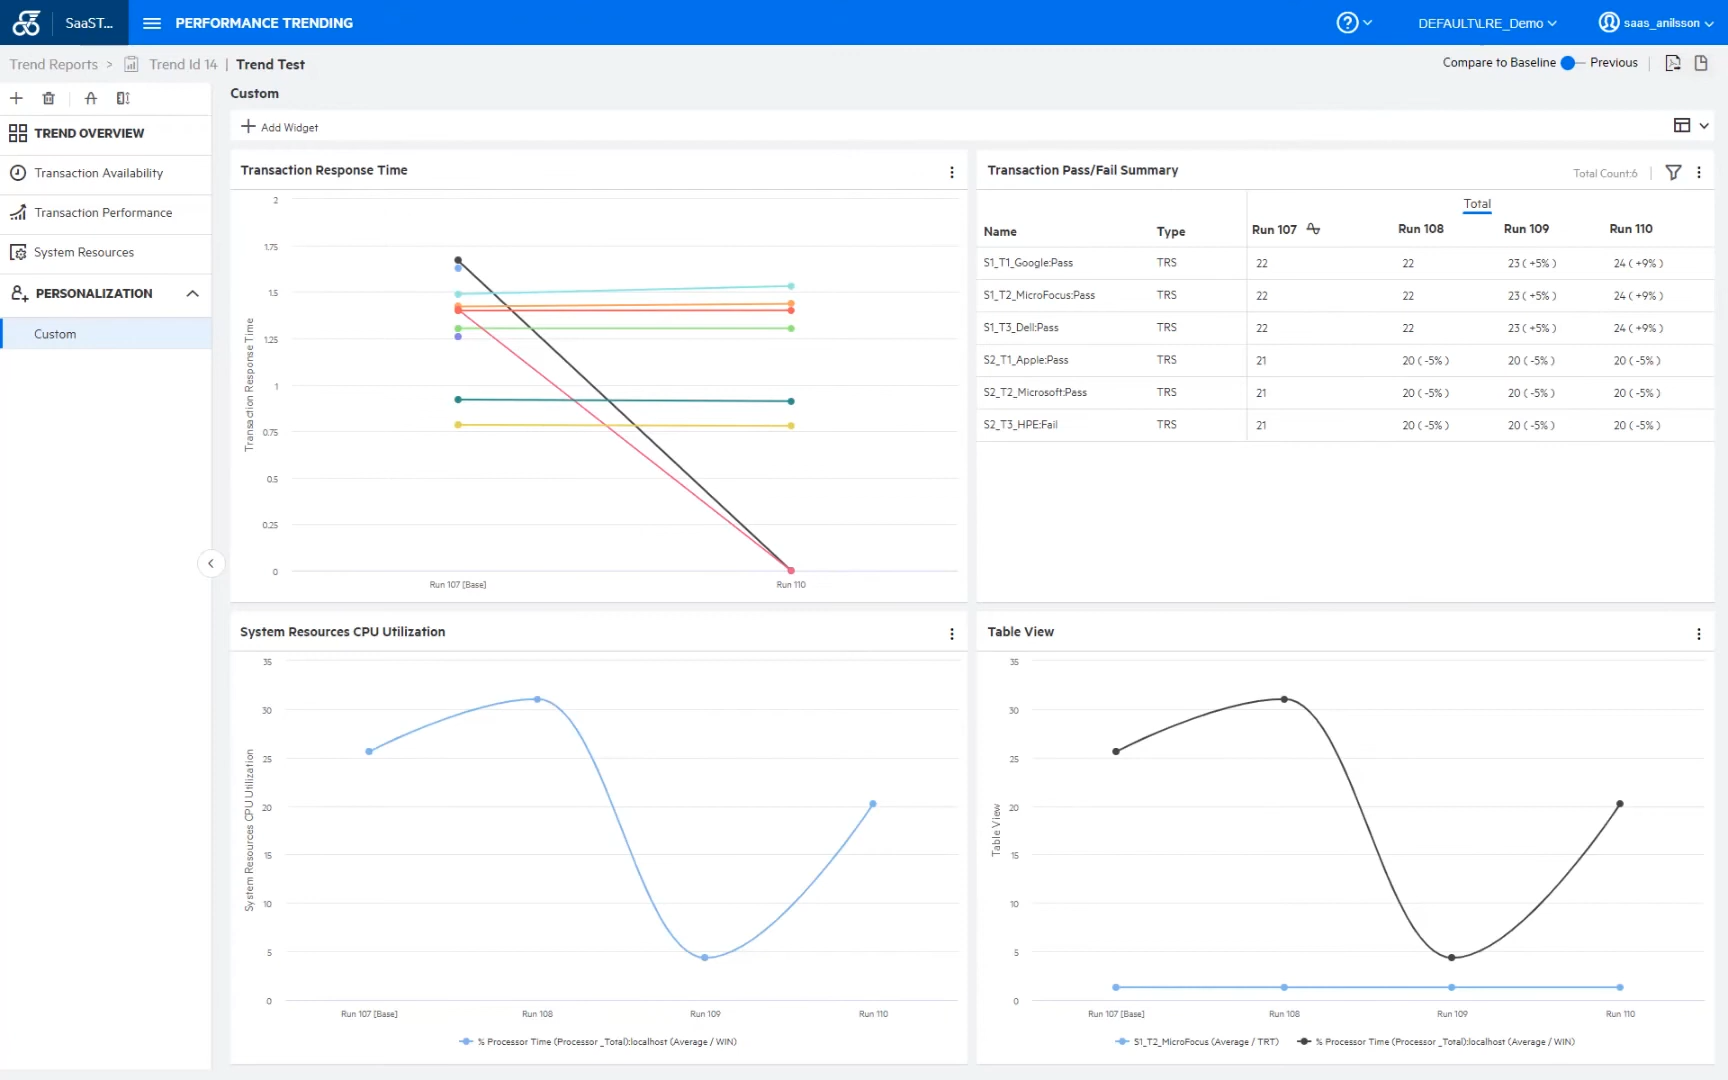 SaaST... PERFORMANCE TRENDING DEFAULT\LRE_Demo saas_anilsson
Trend Reports > Trend Id 14 | Trend Test Compare to Baseline Previous
Custom
Add Widget
TREND OVERVIEW
Transaction Availability
Transaction Performance
System Resources
PERSONALIZATION
Custom
Transaction Response Time
2
1.75
1.5
1.25
1
0.75
0.5
0.25
0
Transaction Response Time
Run 107 [Base] Run 110
Transaction Pass/Fail Summary Total Count:6
Total
Name Type Run 107 Run 108 Run 109 Run 110
S1_T1_Google:Pass TRS 22 22 23 ( +5% ) 24 ( +9% )
S1_T2_MicroFocus:Pass TRS 22 22 23 ( +5% ) 24 ( +9% )
S1_T3_Dell:Pass TRS 22 22 23 ( +5% ) 24 ( +9% )
S2_T1_Apple:Pass TRS 21 20 ( -5% ) 20 ( -5% ) 20 ( -5% )
S2_T2_Microsoft:Pass TRS 21 20 ( -5% ) 20 ( -5% ) 20 ( -5% )
S2_T3_HPE:Fail TRS 21 20 ( -5% ) 20 ( -5% ) 20 ( -5% )
System Resources CPU Utilization
35
30
25
20
15
10
5
0
System Resources CPU Utilization
Run 107 [Base] Run 108 Run 109 Run 110
% Processor Time (Processor _Total):localhost (Average / WIN)
Table View
35
30
25
20
15
10
5
0
Table View
Run 107 [Base] Run 108 Run 109 Run 110
S1_T2_MicroFocus (Average / TRT) % Processor Time (Processor _Total):localhost (Average / WIN)